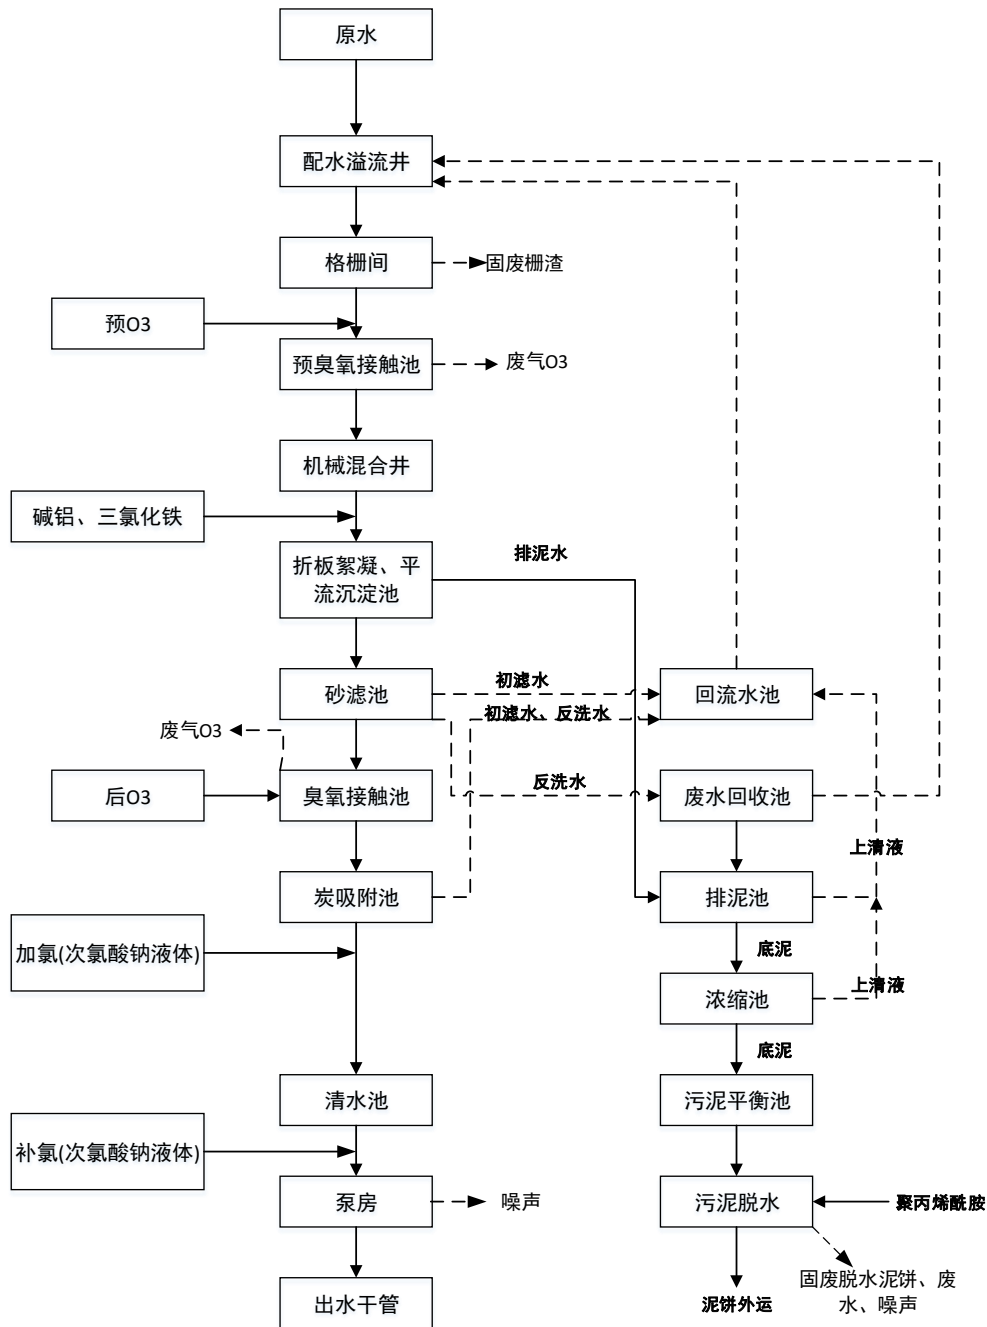 原水
配水溢流井
格栅间
固废栅渣
预O3
预臭氧接触池
废气O3
机械混合井
碱铝、三氯化铁
排泥水
折板絮凝、平
流沉淀池
初滤水
砂滤池
回流水池
初滤水、反洗水
废气O3
反洗水
后O3
臭氧接触池
废水回收池
上清液
炭吸附池
排泥池
加氯(次氯酸钠液体)
底泥
上清液
浓缩池
底泥
清水池
污泥平衡池
补氯(次氯酸钠液体)
泵房
噪声
污泥脱水
聚丙烯酰胺
出水干管
泥饼外运
固废脱水泥饼、废
水、噪声